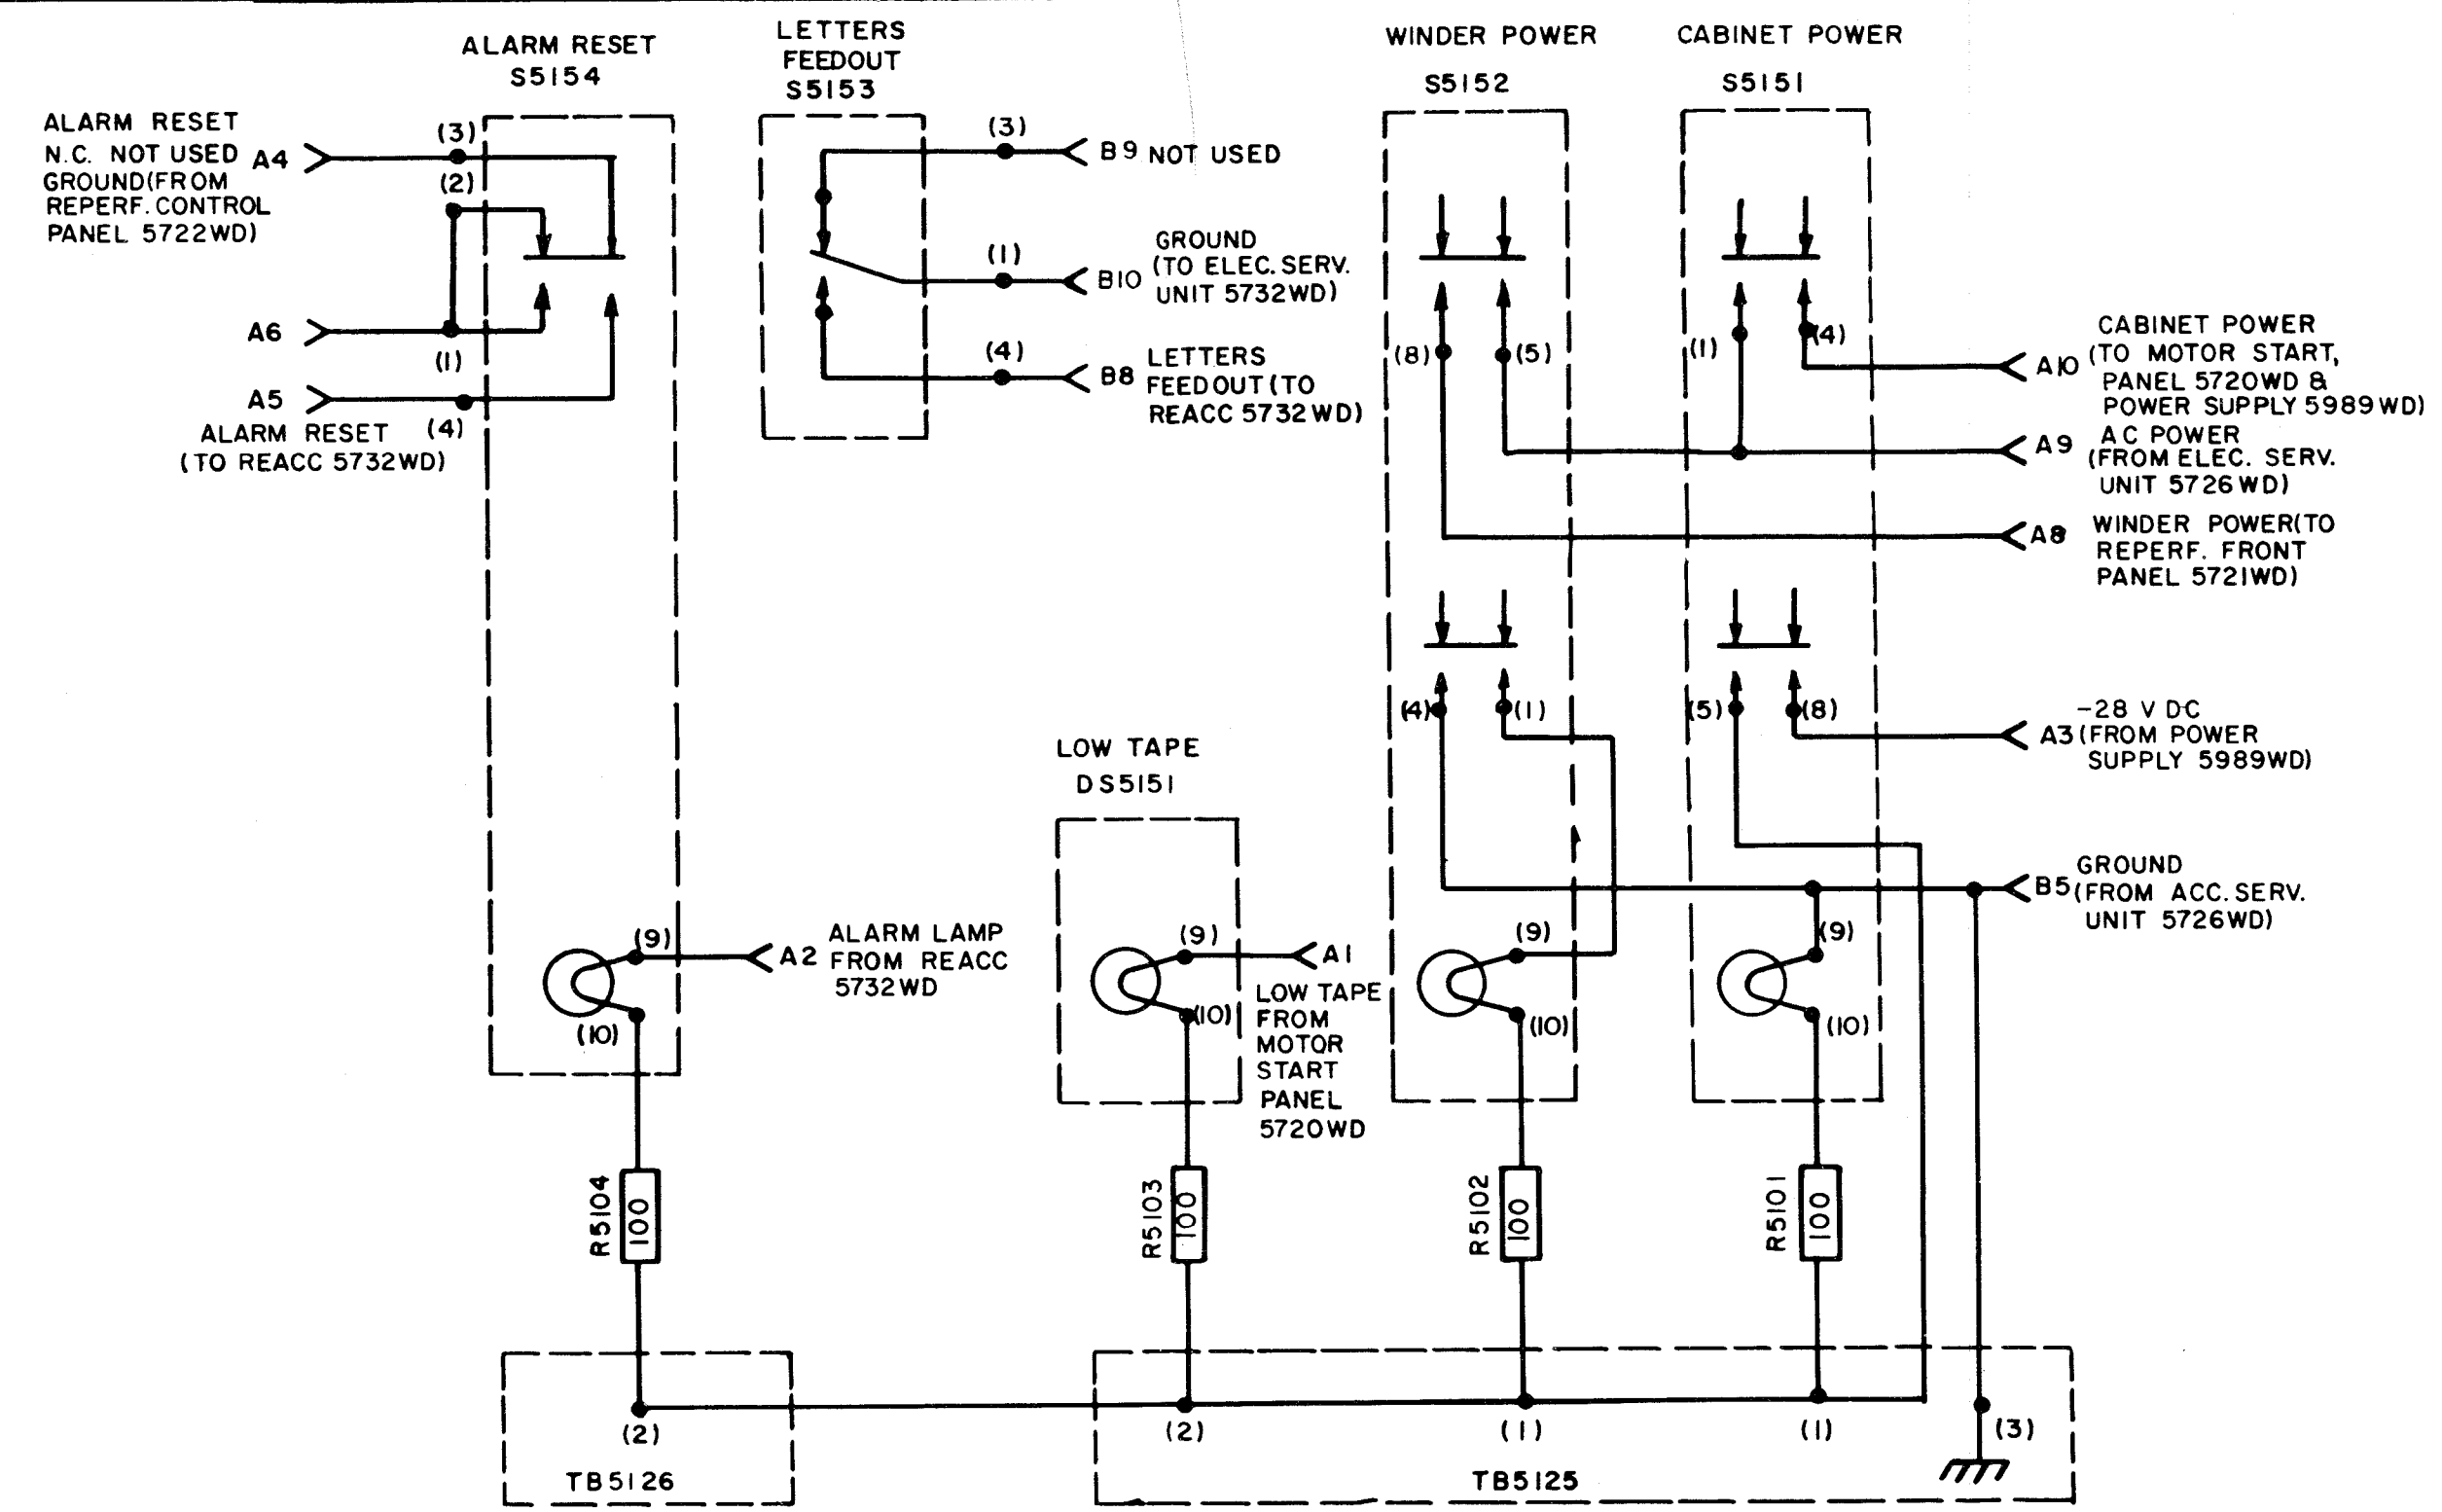 ALARM RESET
S5154
LETTERS
FEEDOUT
S5153
WINDER POWER
S5152
CABINET POWER
S5151
ALARM RESET
N.C. NOT USED
GROUND(FROM
REPERF. CONTROL
PANEL 5722WD)
A4
(3)
(2)
A6
(1)
A5
(4)
ALARM RESET
(TO REACC 5732WD)
(3)
B9 NOT USED
(1)
B10
GROUND
(TO ELEC. SERV.
UNIT 5732WD)
(4)
B8
LETTERS
FEEDOUT(TO
REACC 5732WD)
(8)
(5)
(1)
(4)
A10
CABINET POWER
(TO MOTOR START,
PANEL 5720WD &
POWER SUPPLY 5989WD)
A9
AC POWER
(FROM ELEC. SERV.
UNIT 5726WD)
A8
WINDER POWER(TO
REPERF. FRONT
PANEL 5721WD)
(4)
(1)
(5)
(8)
A3
-28 V DC
(FROM POWER
SUPPLY 5989WD)
B5
GROUND
(FROM ACC. SERV.
UNIT 5726WD)
LOW TAPE
DS5151
(9)
A2
ALARM LAMP
FROM REACC
5732WD
(10)
(9)
A1
(10)
LOW TAPE
FROM
MOTOR
START
PANEL
5720WD
(9)
(10)
(9)
(10)
R5104
100
R5103
100
R5102
100
R5101
100
(2)
TB5126
(2)
(1)
(1)
(3)
TB5125